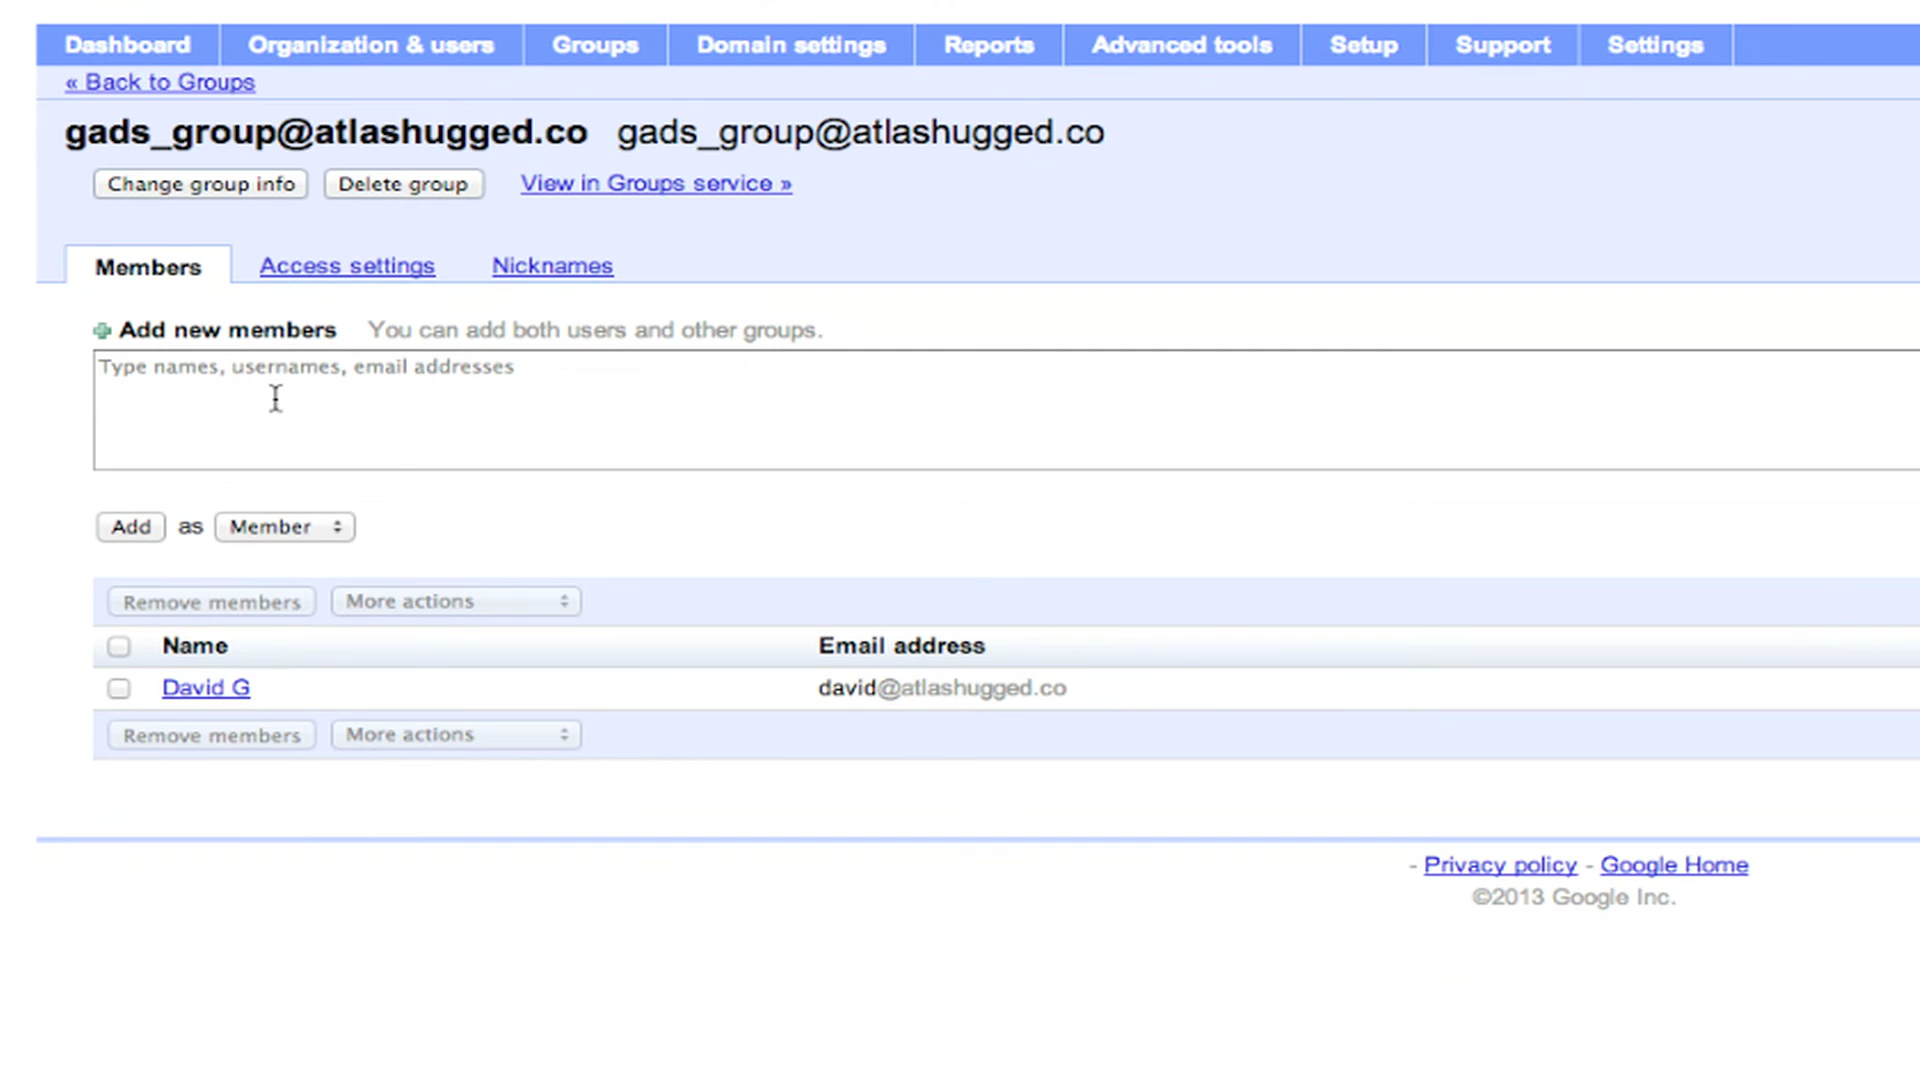 Dashboard Organization & users Groups Domain settings Reports Advanced tools Setup Support Settings
« Back to Groups
gads_group@atlashugged.co gads_group@atlashugged.co
Change group info Delete group View in Groups service »
Members Access settings Nicknames
Add new members You can add both users and other groups.
Type names, usernames, email addresses
Add as Member
Remove members More actions
Name Email address
David G david@atlashugged.co
Remove members More actions
- Privacy policy - Google Home
©2013 Google Inc.